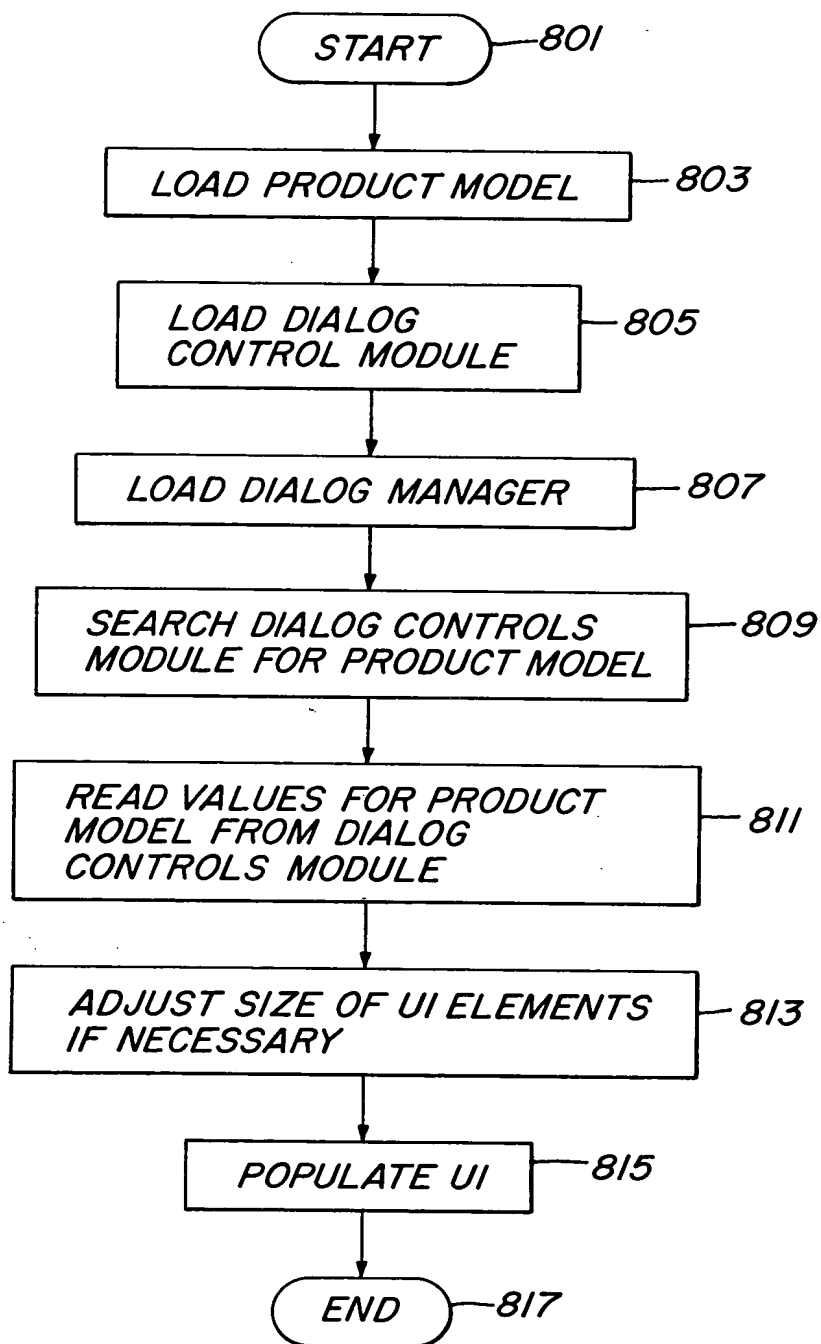 START
801
LOAD PRODUCT MODEL
803
LOAD DIALOG
CONTROL MODULE
805
LOAD DIALOG MANAGER
807
SEARCH DIALOG CONTROLS
MODULE FOR PRODUCT MODEL
809
READ VALUES FOR PRODUCT
MODEL FROM DIALOG
CONTROLS MODULE
811
ADJUST SIZE OF UI ELEMENTS
IF NECESSARY
813
POPULATE UI
815
END
817